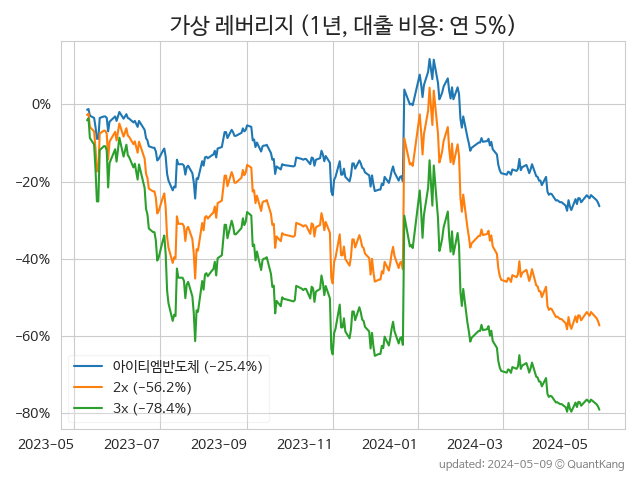 가상 레버리지 (1년, 대출 비용: 연 5%)
0%
−20%
−40%
−60%
−80%
아이티엠반도체 (−25.4%)
2x (−56.2%)
3x (−78.4%)
2023-05
2023-07
2023-09
2023-11
2024-01
2024-03
2024-05
updated: 2024-05-09 © QuantKang